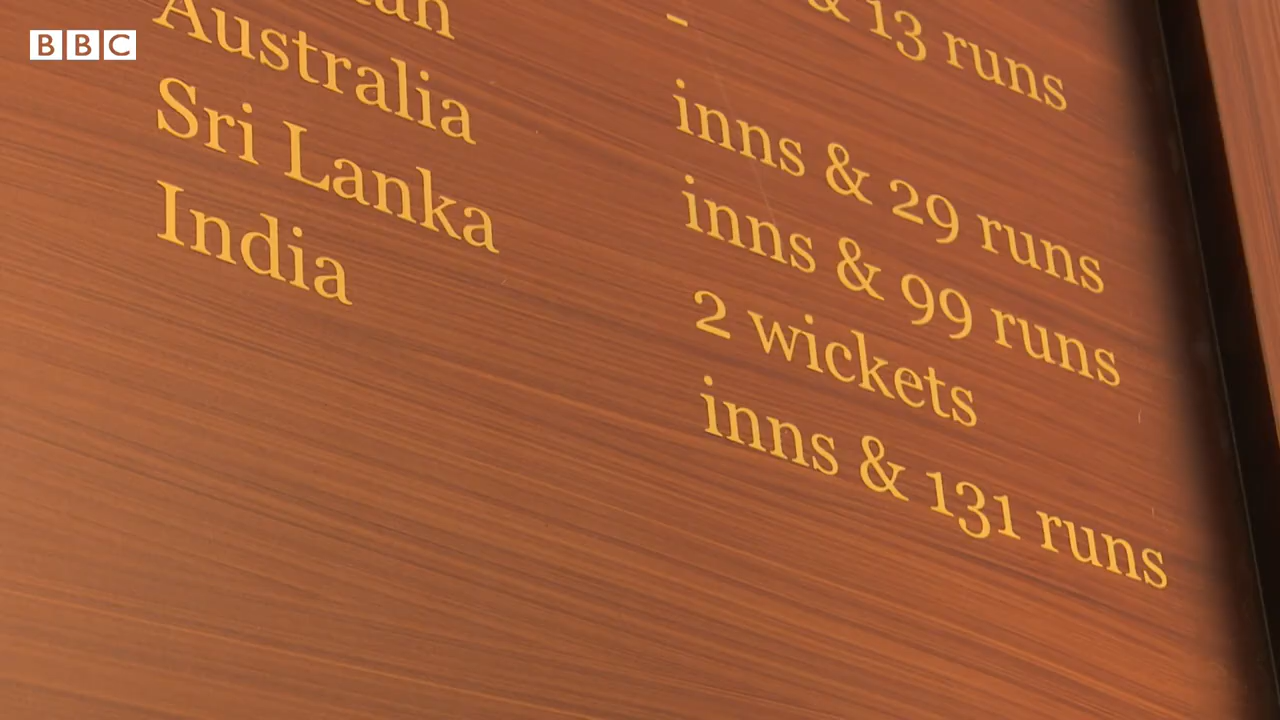 & 13 runs
-
inns & 29 runs
Australia inns & 99 runs
Sri Lanka 2 wickets
India inns & 131 runs
BBC